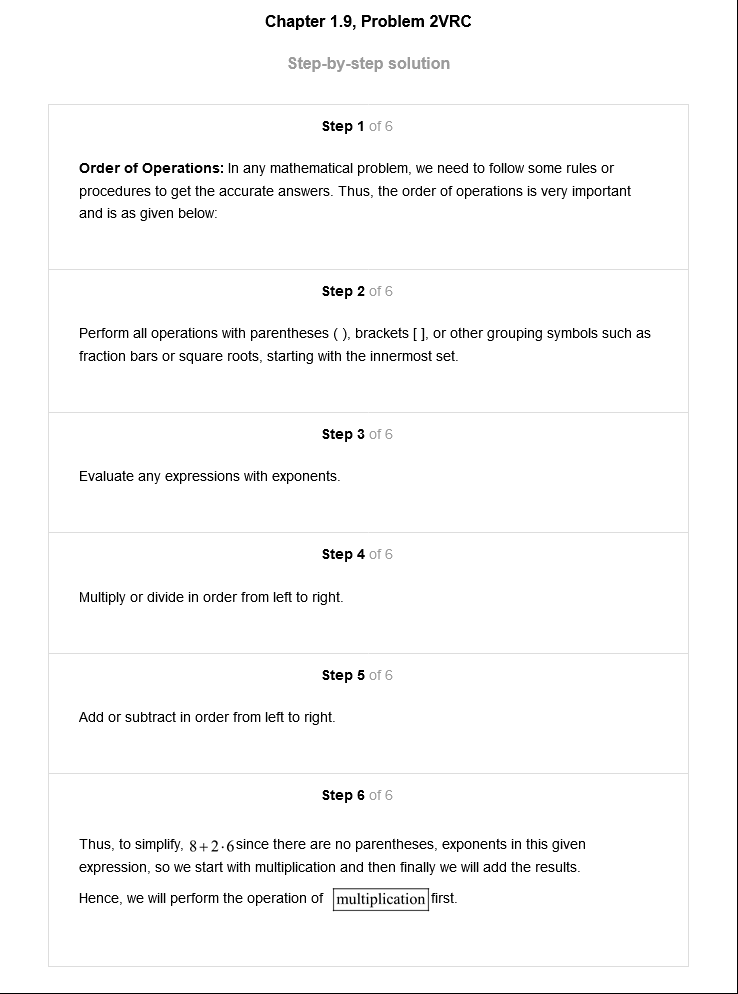 Chapter 1.9, Problem 2VRC
Step-by-step solution
Step 1 of 6
Order of Operations: In any mathematical problem, we need to follow some rules or
procedures to get the accurate answers. Thus, the order of operations is very important
and is as given below:
Step 2 of 6
Perform all operations with parentheses ( ), brackets [ ], or other grouping symbols such as
fraction bars or square roots, starting with the innermost set.
Step 3 of 6
Evaluate any expressions with exponents.
Step 4 of 6
Multiply or divide in order from left to right.
Step 5 of 6
Add or subtract in order from left to right.
Step 6 of 6
Thus, to simplify, 8+2·6 since there are no parentheses, exponents in this given
expression, so we start with multiplication and then finally we will add the results.
Hence, we will perform the operation of multiplication first.